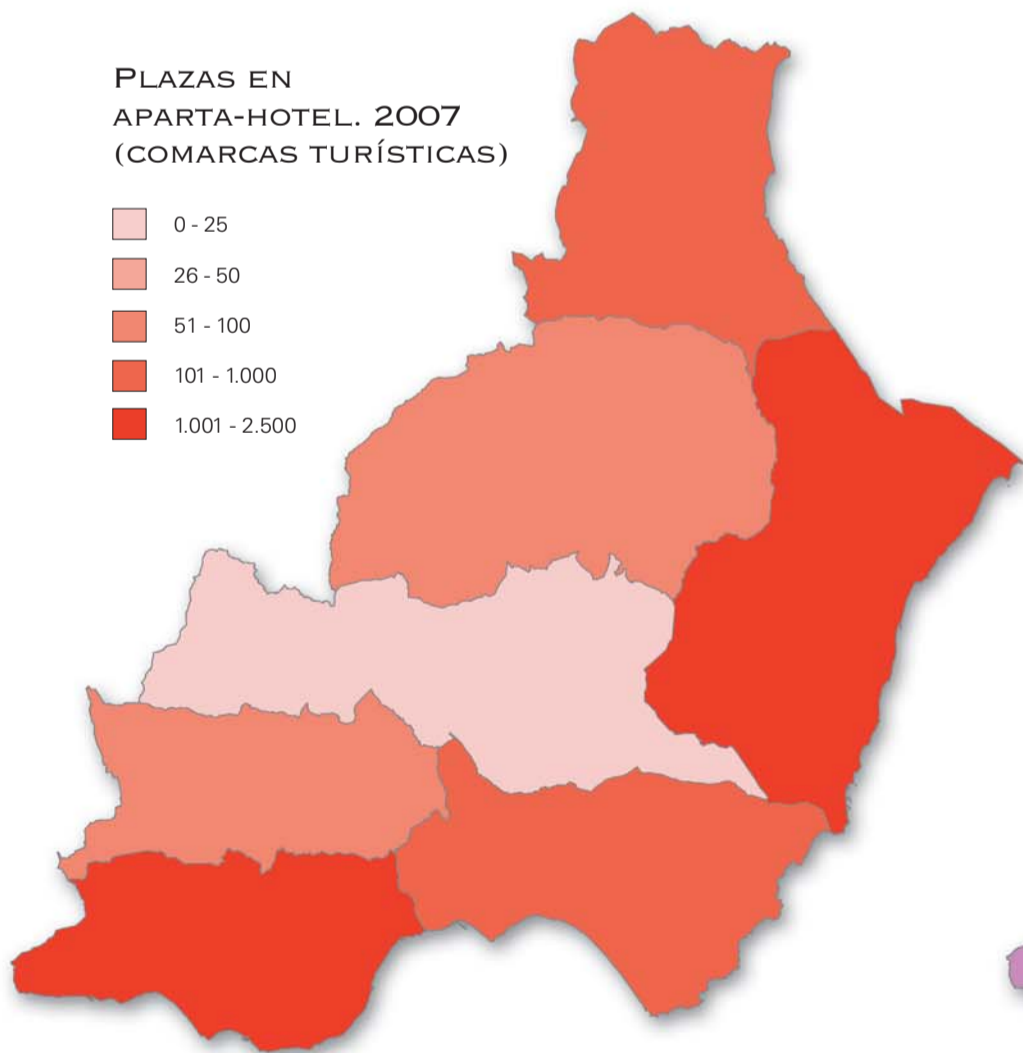 PLAZAS EN
APARTA-HOTEL. 2007
(COMARCAS TURÍSTICAS)
0 - 25
26 - 50
51 - 100
101 - 1.000
1.001 - 2.500